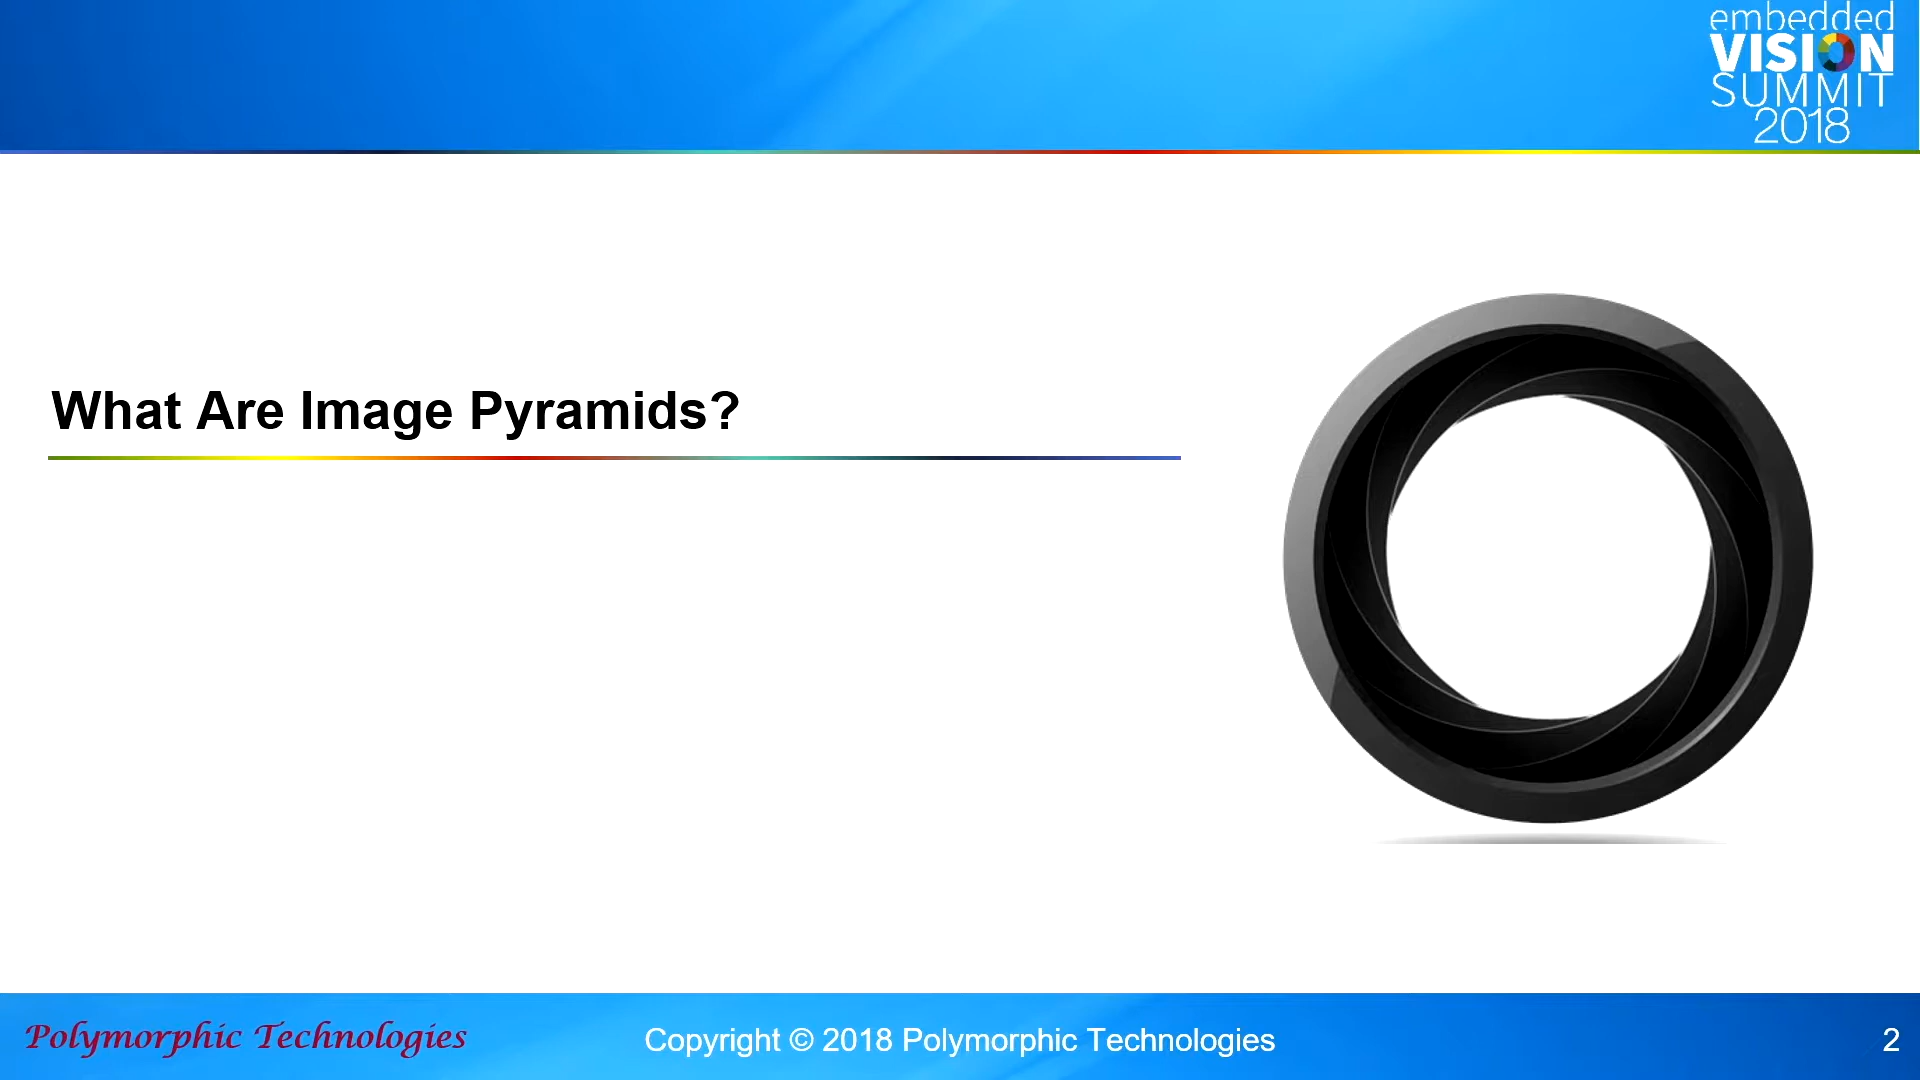 embedded
VISION
SUMMIT
2018
What Are Image Pyramids?
Polymorphic Technologies
Copyright © 2018 Polymorphic Technologies
2